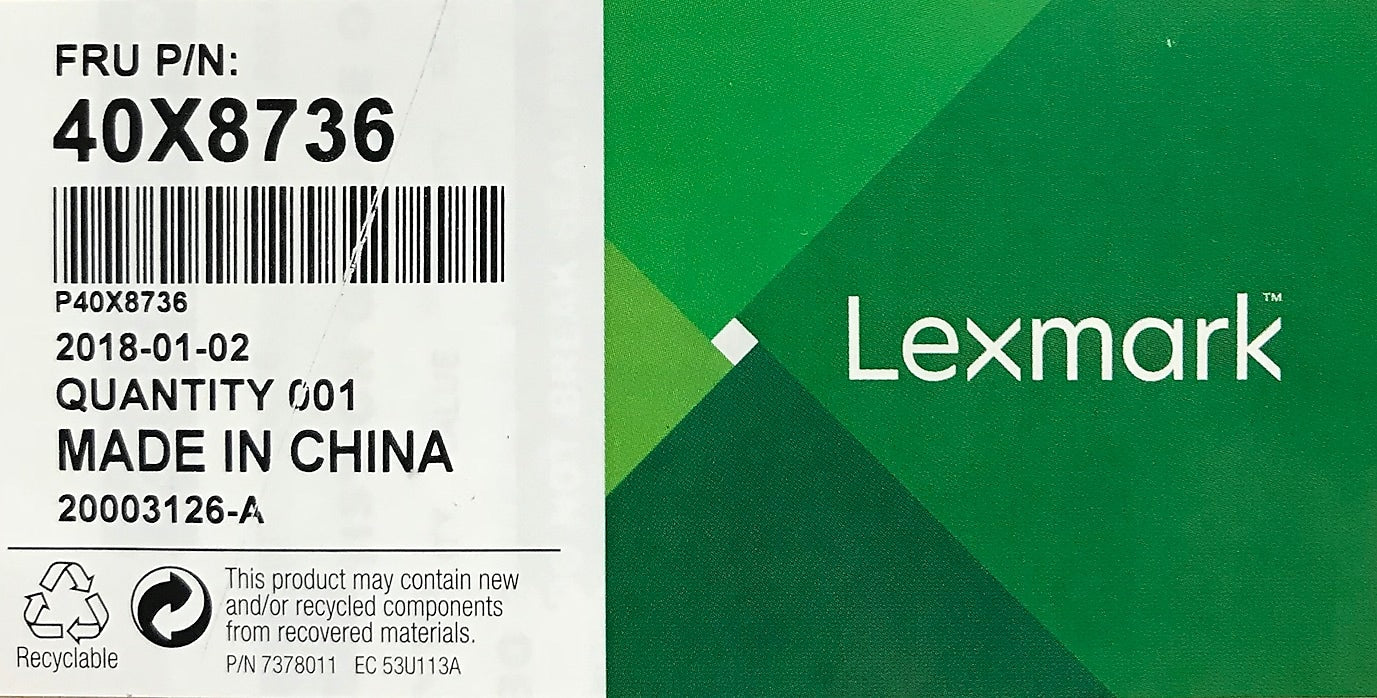 FRU P/N:
40X8736
P40X8736
2018-01-02
QUANTITY 001
MADE IN CHINA
20003126-A
This product may contain new
and/or recycled components
from recovered materials.
Recyclable
P/N 7378011 EC 53U113A
Lexmark™